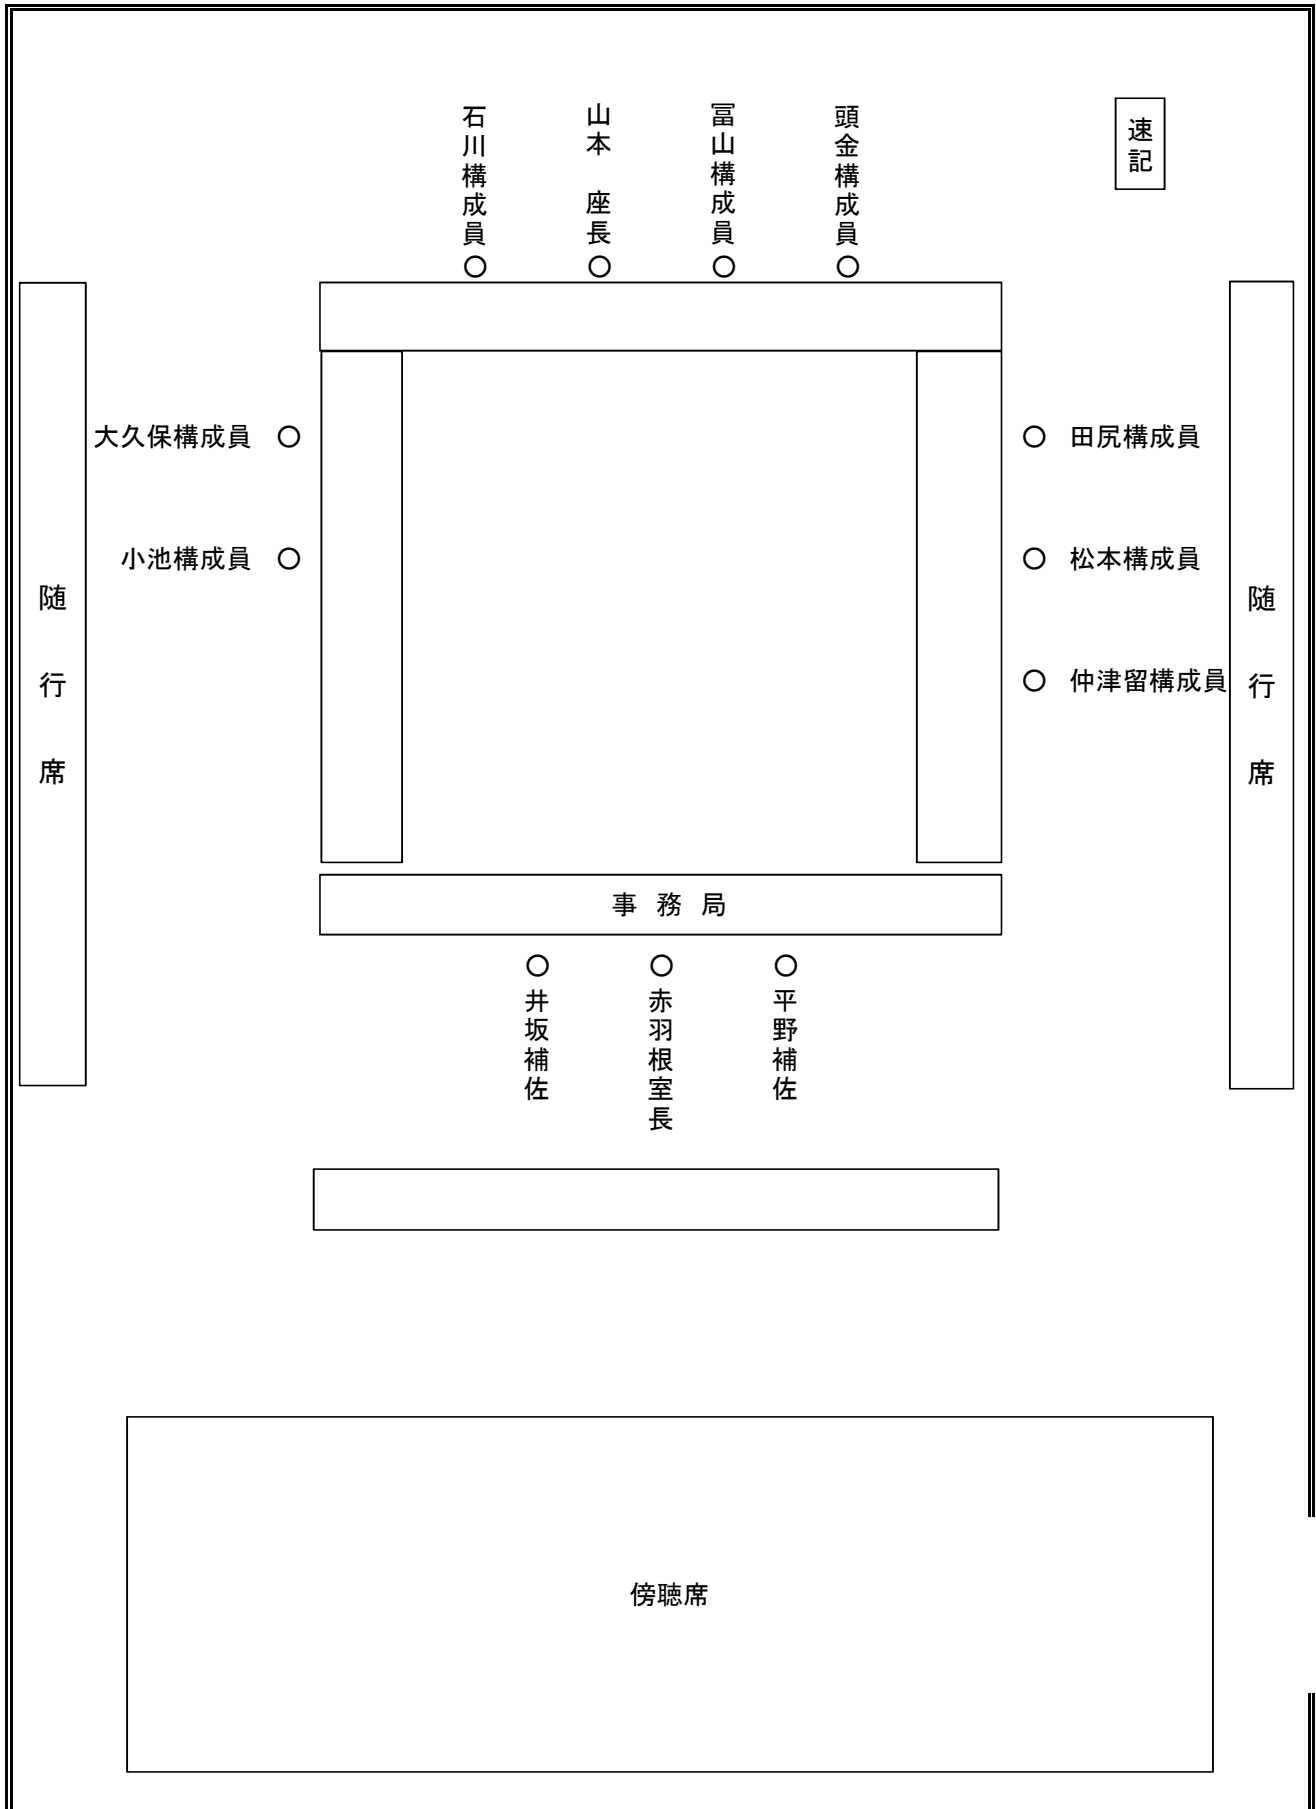 石川構成員
山本 座長
冨山構成員
頭金構成員
速記
大久保構成員
田尻構成員
小池構成員
松本構成員
仲津留構成員
随行席
随行席
事務局
井坂補佐
赤羽根室長
平野補佐
傍聴席